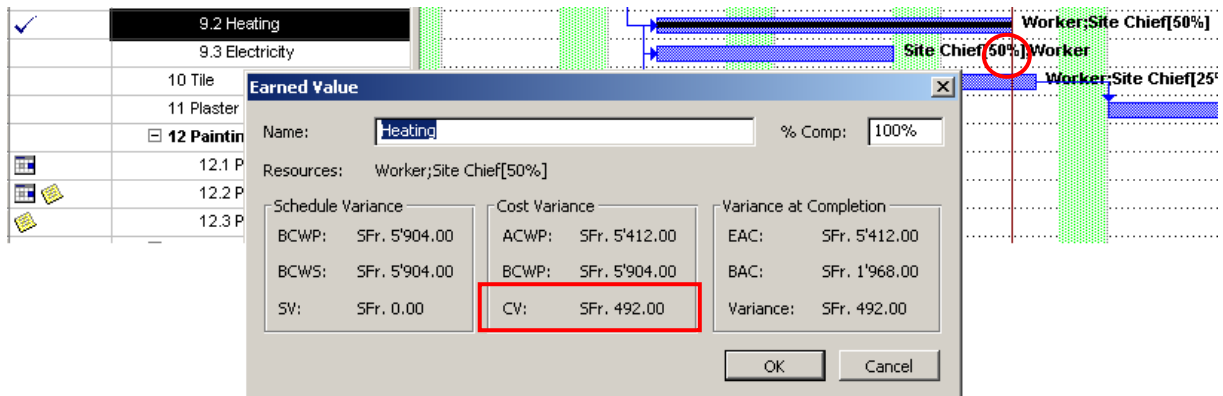 9.2 Heating
Worker;Site Chief[50%]
9.3 Electricity
Site Chief[50%];Worker
10 Tile
Worker;Site Chief[25%
11 Plaster
12 Paintin
12.1 P
12.2 P
12.3 P
Earned Value
Name: Heating
% Comp: 100%
Resources: Worker;Site Chief[50%]
Schedule Variance
BCWP: SFr. 5'904.00
BCWS: SFr. 5'904.00
SV: SFr. 0.00
Cost Variance
ACWP: SFr. 5'412.00
BCWP: SFr. 5'904.00
CV: SFr. 492.00
Variance at Completion
EAC: SFr. 5'412.00
BAC: SFr. 1'968.00
Variance: SFr. 492.00
OK
Cancel